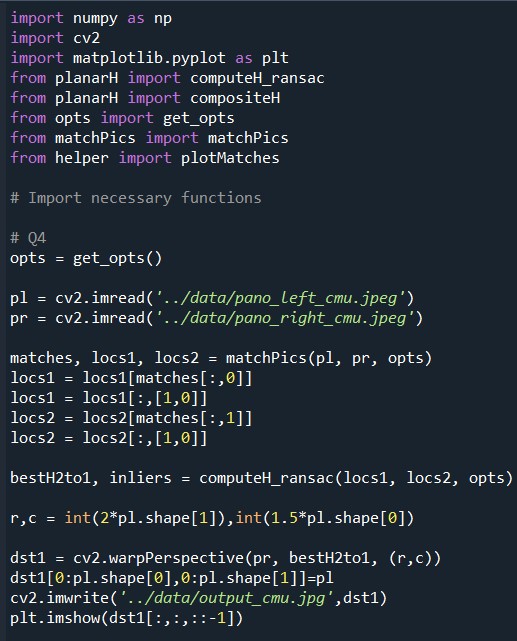 import numpy as np
import cv2
import matplotlib.pyplot as plt
from planarH import computeH_ransac
from planarH import compositeH
from opts import get_opts
from matchPics import matchPics
from helper import plotMatches
# Import necessary functions
# Q4
opts = get_opts()
pl = cv2.imread('../data/pano_left_cmu.jpeg')
pr = cv2.imread('../data/pano_right_cmu.jpeg')
matches, locs1, locs2 = matchPics(pl, pr, opts)
locs1 = locs1[matches[:,0]]
locs1 = locs1[:,[1,0]]
locs2 = locs2[matches[:,1]]
locs2 = locs2[:,[1,0]]
bestH2to1, inliers = computeH_ransac(locs1, locs2, opts)
r,c = int(2*pl.shape[1]),int(1.5*pl.shape[0])
dst1 = cv2.warpPerspective(pr, bestH2to1, (r,c))
dst1[0:pl.shape[0],0:pl.shape[1]]=pl
cv2.imwrite('../data/output_cmu.jpg',dst1)
plt.imshow(dst1[:,:,::-1])